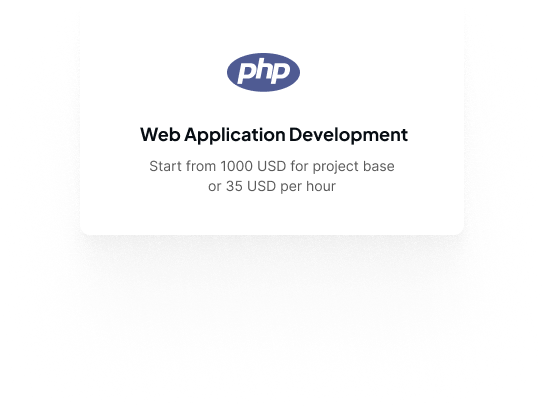 php
Web Application Development
Start from 1000 USD for project base
or 35 USD per hour